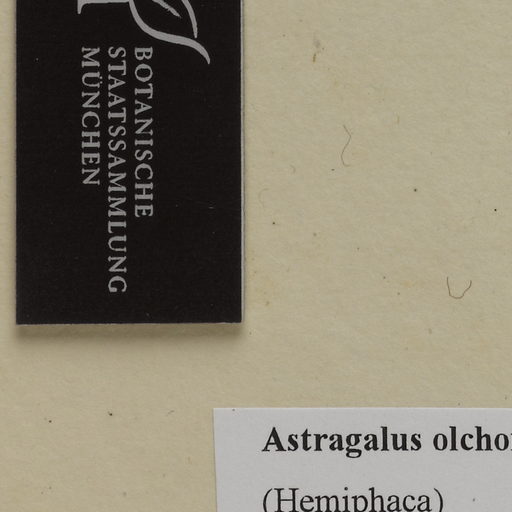 BOTANISCHE
STAATSSAMMLUNG
MÜNCHEN
Astragalus
(Hemiphaca)